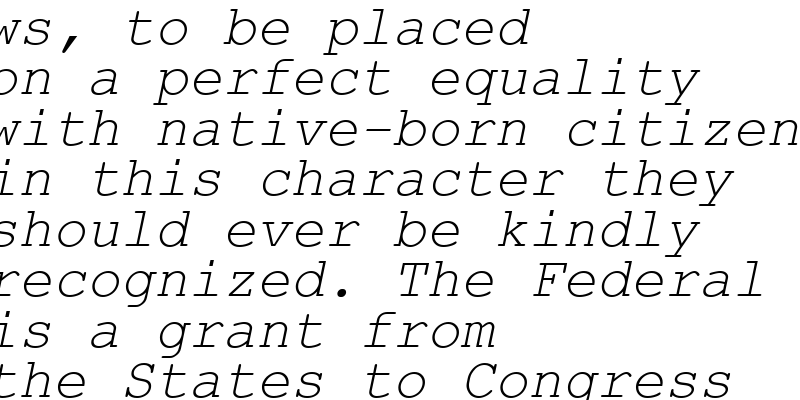 ws, to be placed
on a perfect equality
with native-born citizen
in this character they
should ever be kindly
recognized. The Federal
is a grant from
the States to Congress